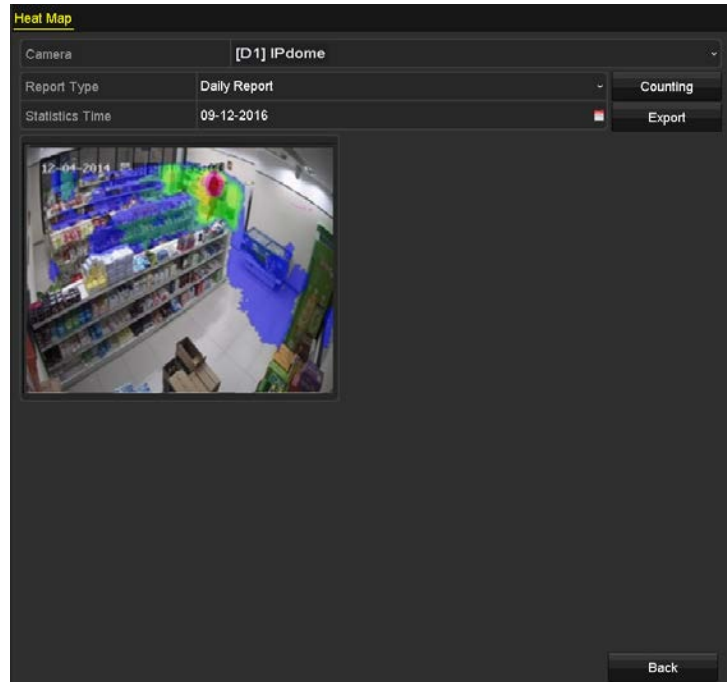 Heat Map
Camera [D1] IPdome
Report Type Daily Report Counting
Statistics Time 09-12-2016 Export
12-04-2014
Back